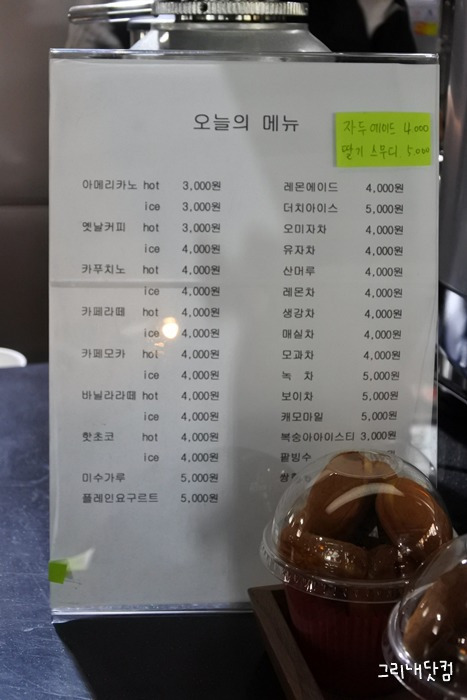 오늘의 메뉴
자두에이드 4.000
딸기스무디 5.000
아메리카노 hot 3,000원
ice 3,000원
옛날커피 hot 3,000원
ice 4,000원
카푸치노 hot 4,000원
ice 4,000원
카페라떼 hot 4,000원
ice 4,000원
카페모카 hot 4,000원
ice 4,000원
바닐라라떼 hot 4,000원
ice 4,000원
핫초코 hot 4,000원
ice 4,000원
미수가루 5,000원
플레인요구르트 5,000원
레몬에이드 4,000원
더치아이스 5,000원
오미자차 4,000원
유자차 4,000원
산머루 4,000원
레몬차 4,000원
생강차 4,000원
매실차 4,000원
모과차 4,000원
녹 차 5,000원
보이차 5,000원
캐모마일 5,000원
복숭아아이스티 3,000원
팥빙수
그리내닷컴